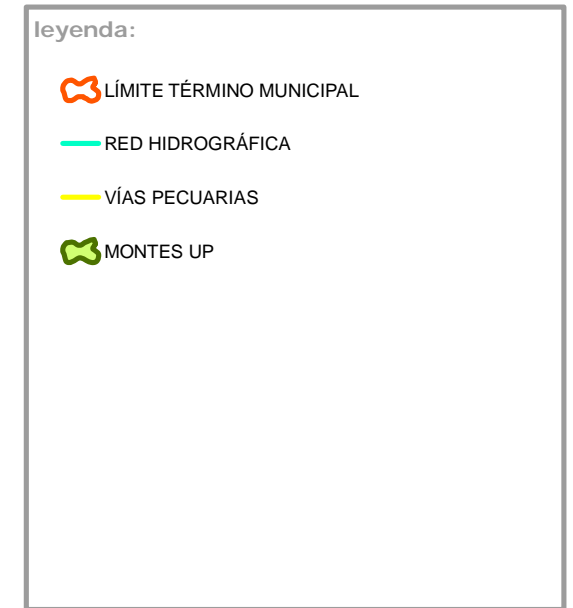 leyenda:
LÍMITE TÉRMINO MUNICIPAL
RED HIDROGRÁFICA
VÍAS PECUARIAS
MONTES UP